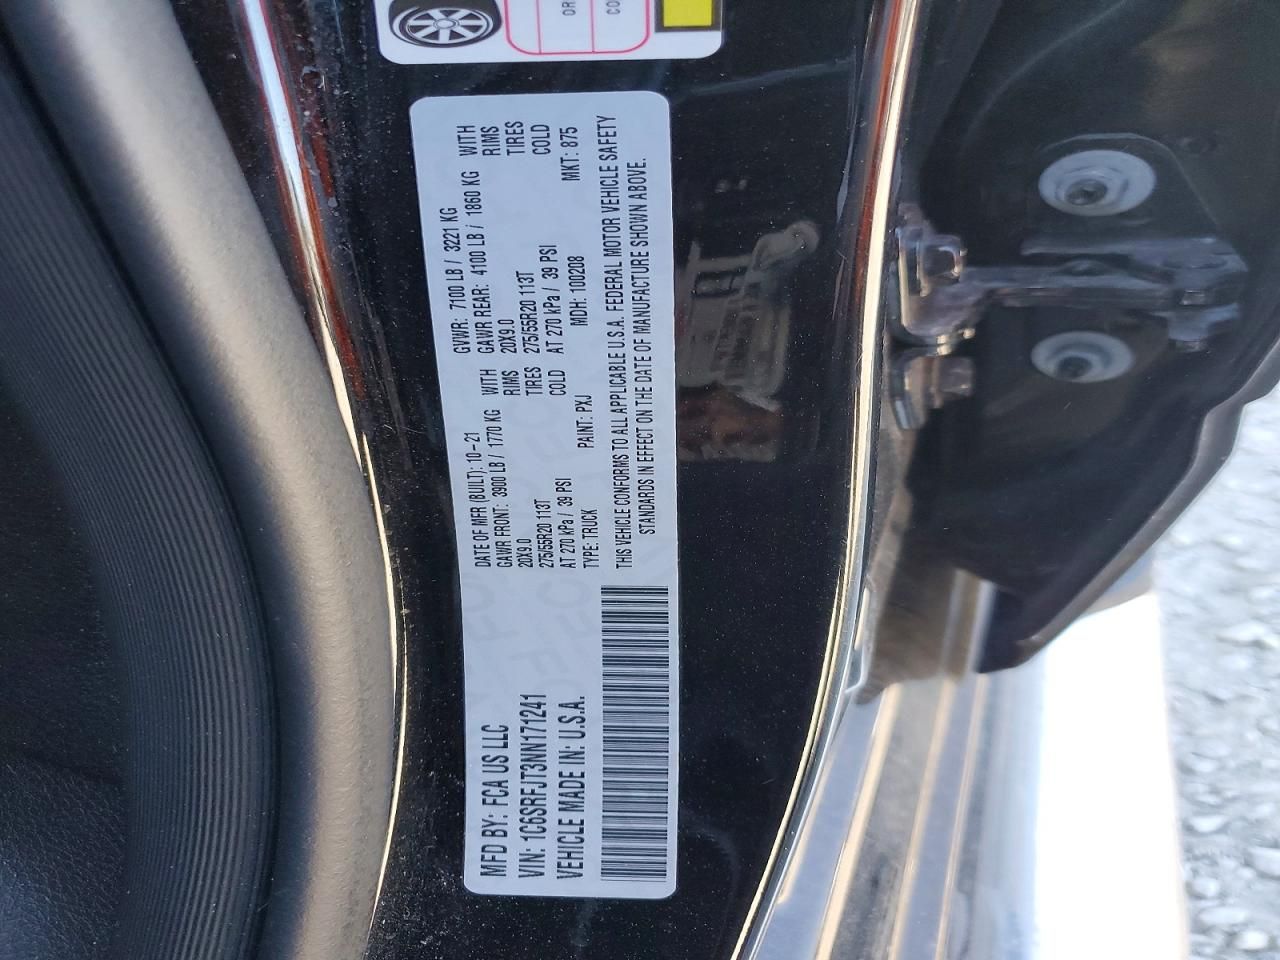 OR
CO
MFD BY: FCA US LLC
VIN: 1C6SRFJT3NN171241
VEHICLE MADE IN: U.S.A.
DATE OF MFR (BUILT): 10-21
GVWR: 7100 LB / 3221 KG
GAWR FRONT: 3900 LB / 1770 KG WITH
GAWR REAR: 4100 LB / 1860 KG WITH
20X9.0 RIMS
20X9.0 RIMS
275/55R20 113T TIRES
275/55R20 113T TIRES
AT 270 kPa / 39 PSI COLD
AT 270 kPa / 39 PSI COLD
TYPE: TRUCK PAINT: PXJ MDH: 100208 MKT: 875
THIS VEHICLE CONFORMS TO ALL APPLICABLE U.S.A. FEDERAL MOTOR VEHICLE SAFETY
STANDARDS IN EFFECT ON THE DATE OF MANUFACTURE SHOWN ABOVE.